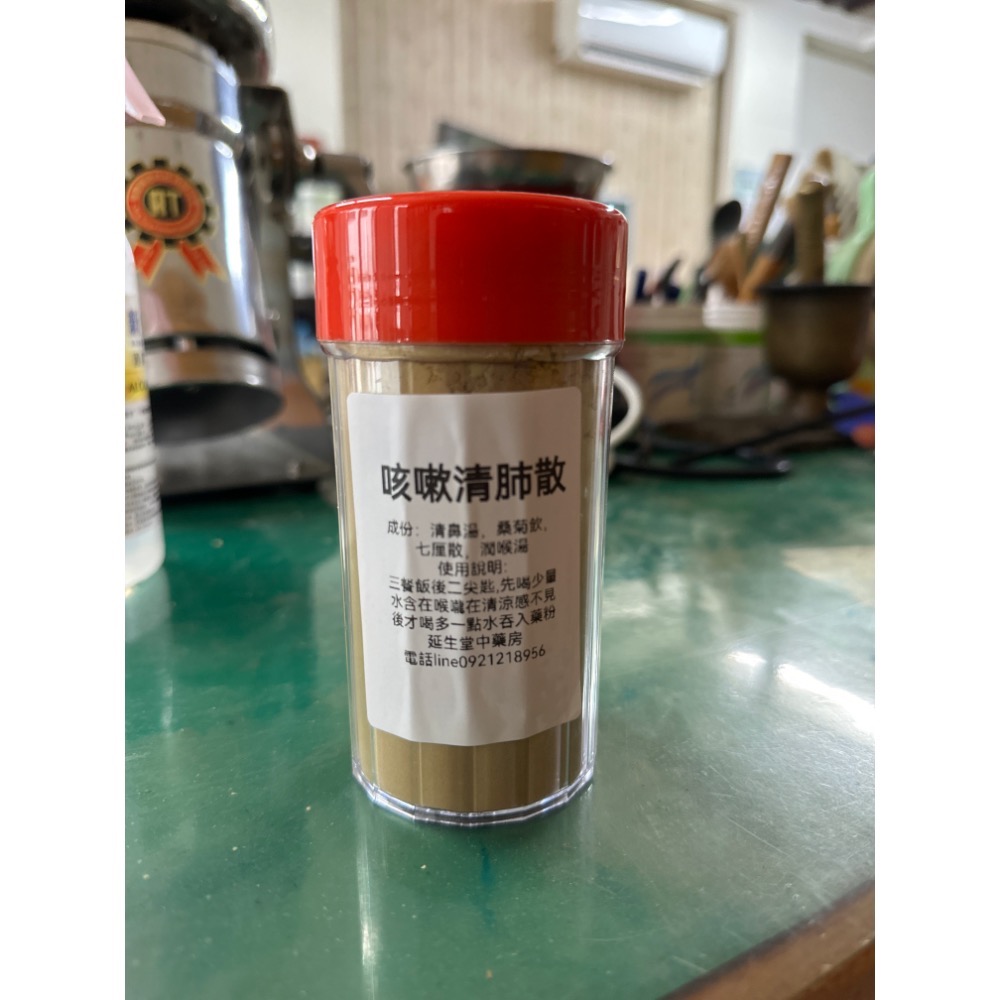 咳嗽清肺散
成份：清鼻湯，桑菊飲，
七厘散，潤喉湯
使用說明：
三餐飯後二尖匙,先喝少量
水含在喉嚨在清涼感不見
後才喝多一點水吞入藥粉
延生堂中藥房
電話line0921218956
RT